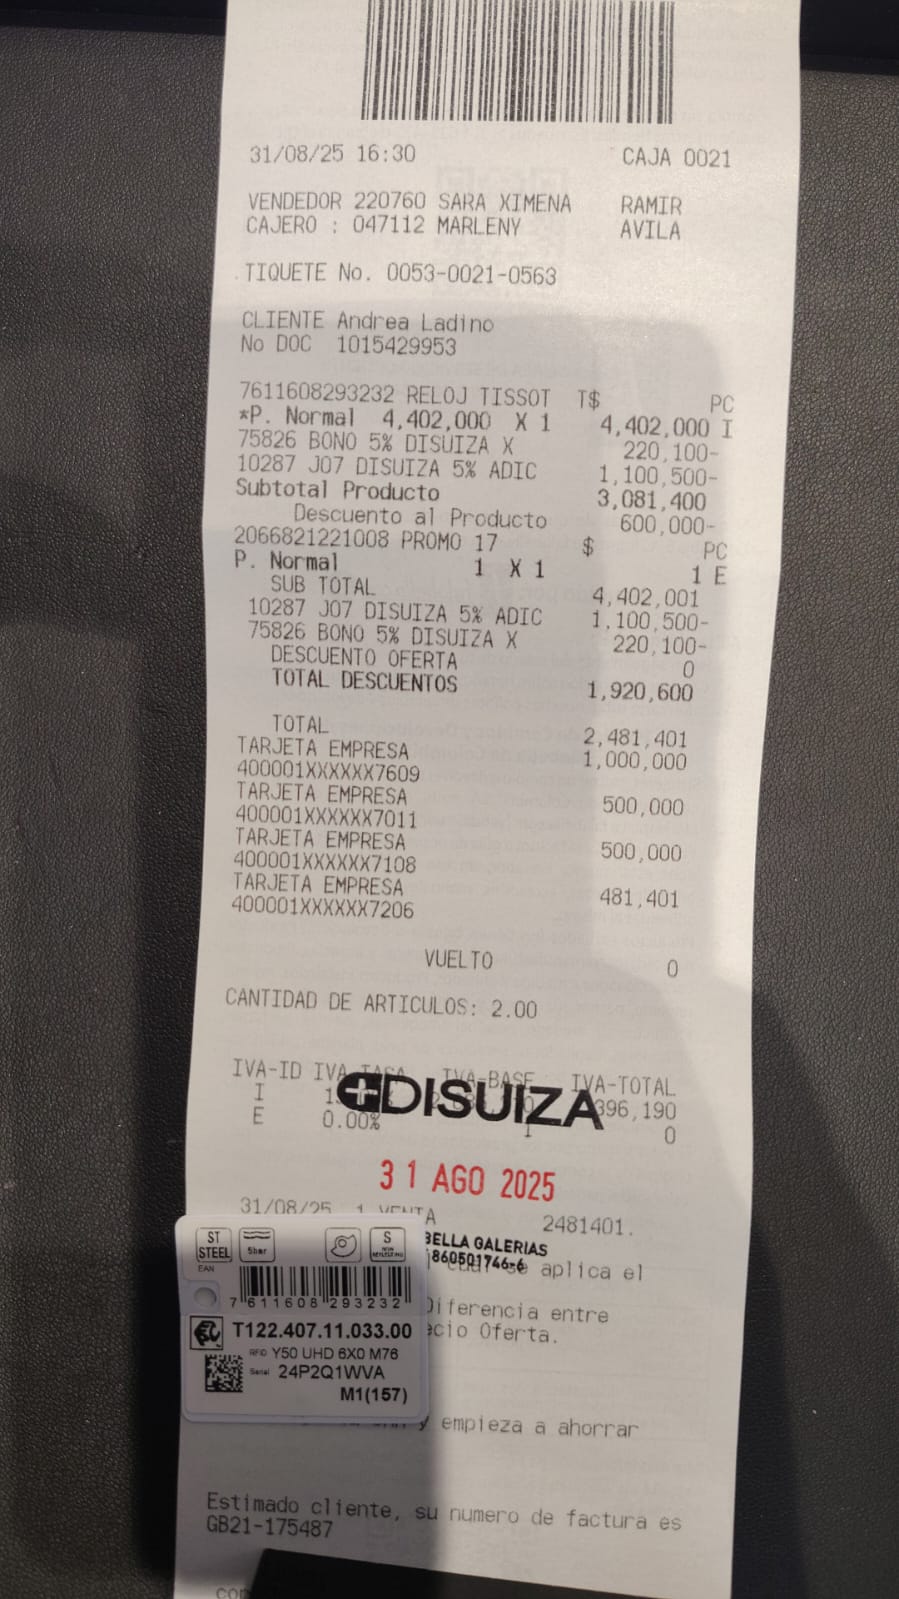 31/08/25 16:30 CAJA 0021
VENDEDOR 220760 SARA XIMENA RAMIR
CAJERO : 047112 MARLENY AVILA
TIQUETE No. 0053-0021-0563
CLIENTE Andrea Ladino
No DOC 1015429953
7611608293232 RELOJ TISSOT T$ PC
*P. Normal 4,402,000 X 1 4,402,000 I
75826 BONO 5% DISUIZA X 220,100-
10287 J07 DISUIZA 5% ADIC 1,100,500-
Subtotal Producto 3,081,400
Descuento al Producto 600,000-
2066821221008 PROMO 17 $ PC
P. Normal 1 X 1 1 E
SUB TOTAL 4,402,001
10287 J07 DISUIZA 5% ADIC 1,100,500-
75826 BONO 5% DISUIZA X 220,100-
DESCUENTO OFERTA 0
TOTAL DESCUENTOS 1,920,600
TOTAL 2,481,401
TARJETA EMPRESA 1,000,000
400001XXXXXX7609
TARJETA EMPRESA 500,000
400001XXXXXX7011
TARJETA EMPRESA 500,000
400001XXXXXX7108
TARJETA EMPRESA 481,401
400001XXXXXX7206
VUELTO 0
CANTIDAD DE ARTICULOS: 2.00
IVA-ID IVA-TASA IVA-BASE IVA-TOTAL
I 396,190
E 0.00% 1 0
DISUIZA
31 AGO 2025
31/08/25 1 VENTA 2481401.
BELLA GALERIAS
860501746-6
se aplica el
Diferencia entre
ecio Oferta.
y empieza a ahorrar
Estimado cliente, su numero de factura es
GB21-175487
ST
STEEL
5bar
S
EAN
7 611608 293232
T122.407.11.033.00
RFID Y50 UHD 6X0 M76
Serial 24P2Q1WVA
M1(157)